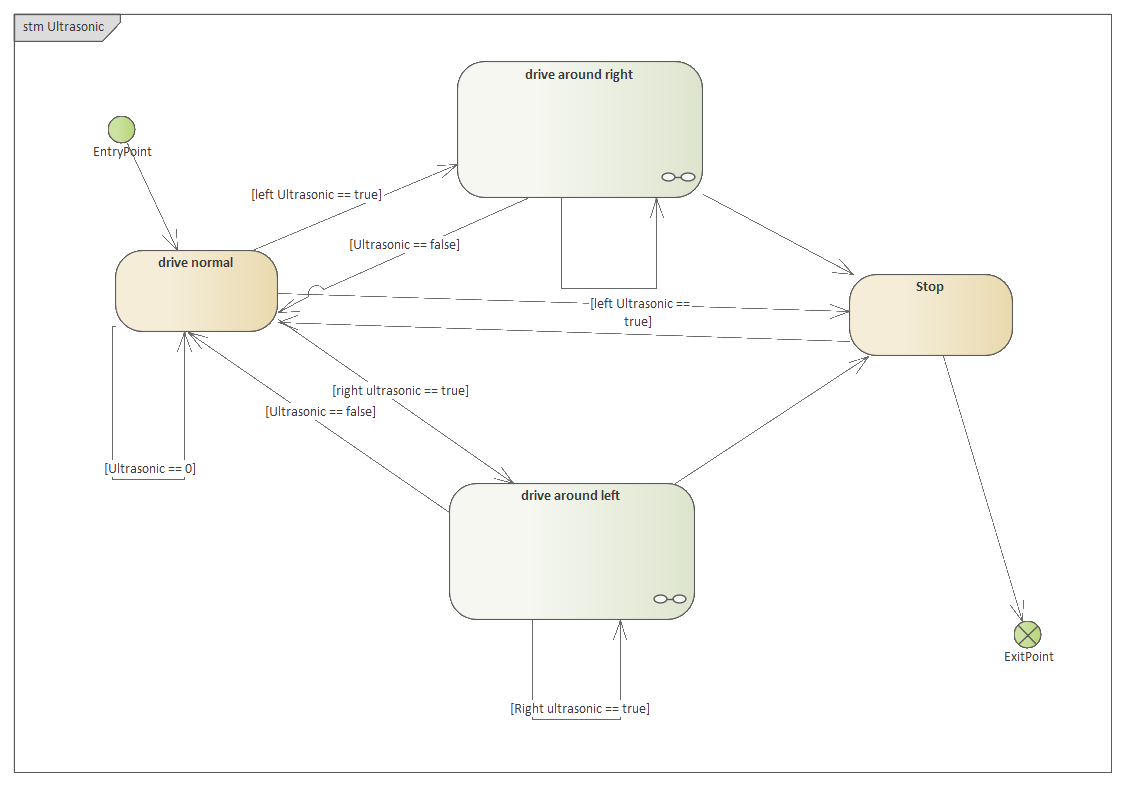 stm Ultrasonic
drive around right
EntryPoint
[left Ultrasonic == true]
[Ultrasonic == false]
drive normal
Stop
[left Ultrasonic ==
true]
[right ultrasonic == true]
[Ultrasonic == false]
[Ultrasonic == 0]
drive around left
ExitPoint
[Right ultrasonic == true]